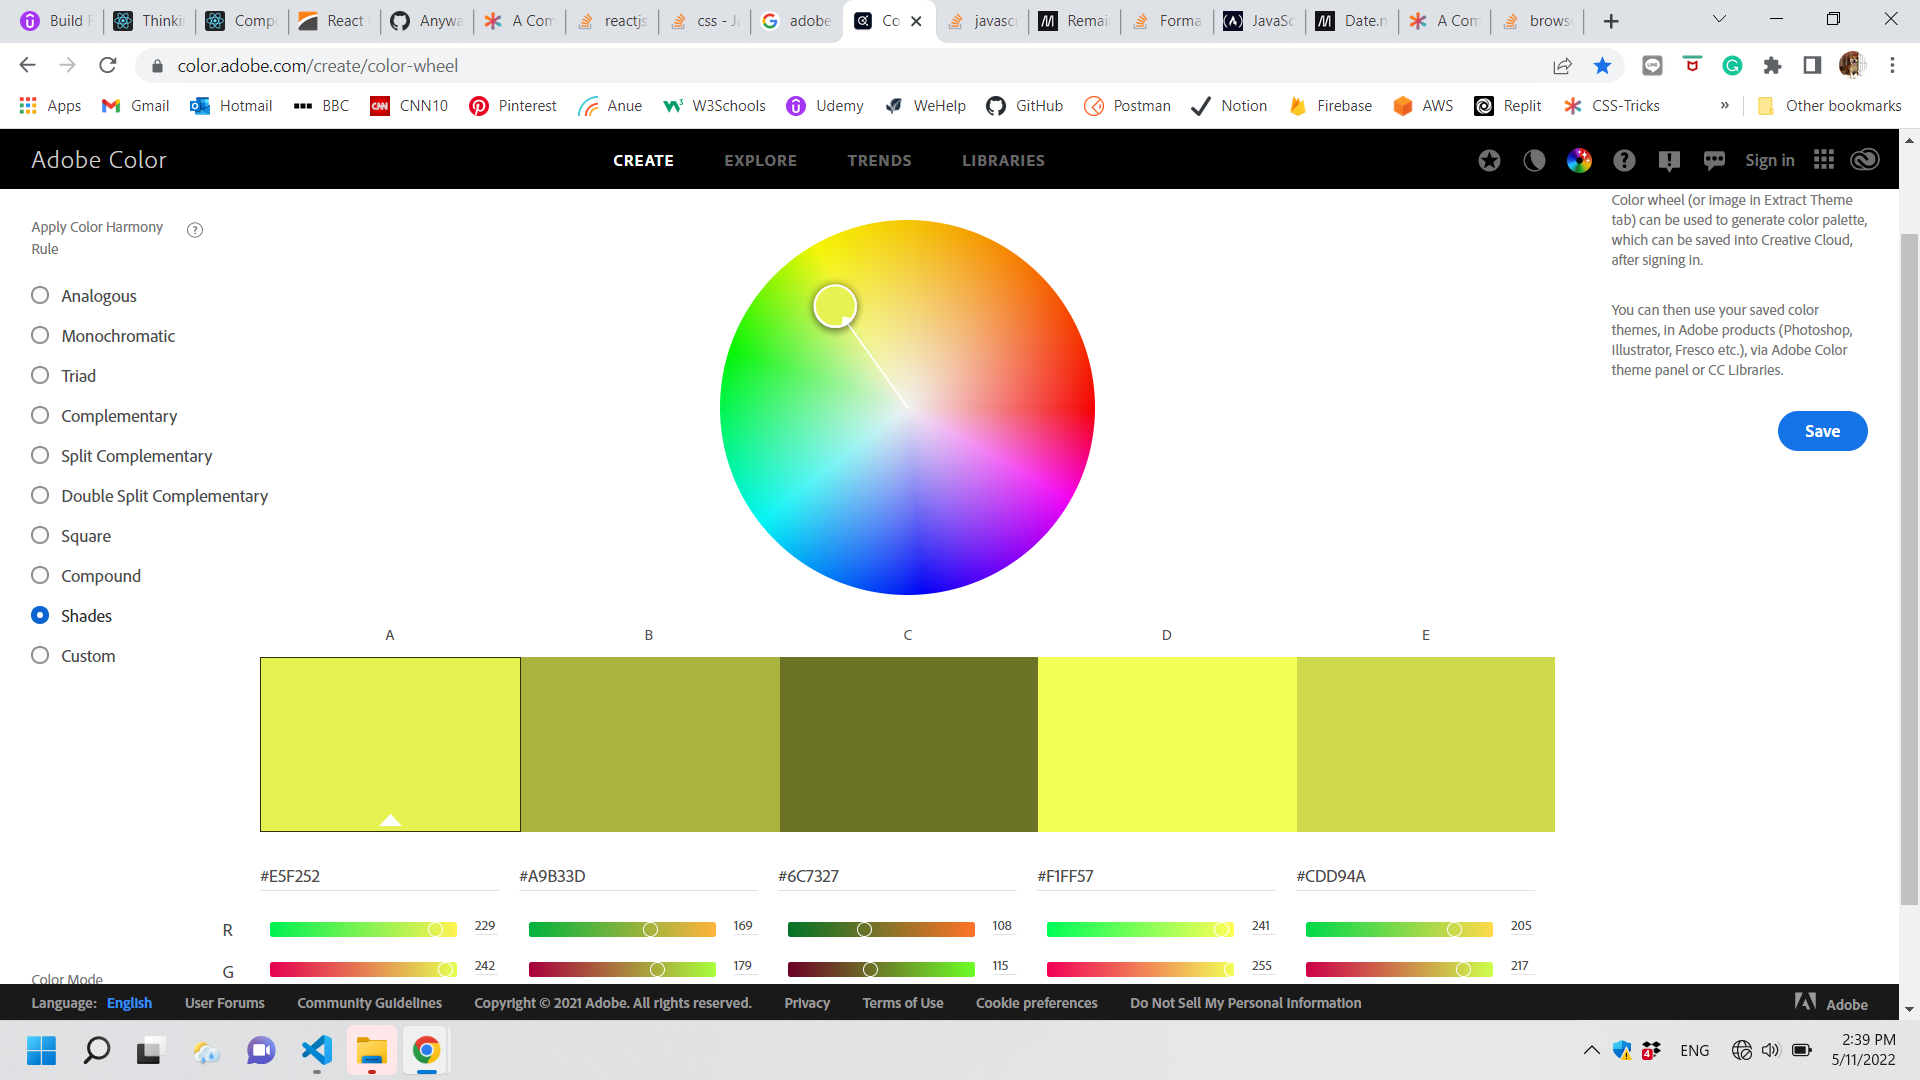 Build F
Thinkin
Compo
React
Anywa
A Com
reactjs
css - Ja
adobe
Co
javascr
Remai
Forma
JavaSc
Date.n
A Com
brows
color.adobe.com/create/color-wheel
Apps
Gmail
Hotmail
BBC
CNN10
Pinterest
Anue
W3Schools
Udemy
WeHelp
GitHub
Postman
Notion
Firebase
AWS
Replit
CSS-Tricks
»
Other bookmarks
Adobe Color
CREATE
EXPLORE
TRENDS
LIBRARIES
Sign in
Apply Color Harmony
Rule
Analogous
Monochromatic
Triad
Complementary
Split Complementary
Double Split Complementary
Square
Compound
Shades
Custom
Color wheel (or image in Extract Theme
tab) can be used to generate color palette,
which can be saved into Creative Cloud,
after signing in.
You can then use your saved color
themes, in Adobe products (Photoshop,
Illustrator, Fresco etc.), via Adobe Color
theme panel or CC Libraries.
Save
A B C D E
#E5F252 #A9B33D #6C7327 #F1FF57 #CDD94A
R 229 169 108 241 205
G 242 179 115 255 217
Color Mode
Language: English User Forums Community Guidelines Copyright © 2021 Adobe. All rights reserved. Privacy Terms of Use Cookie preferences Do Not Sell My Personal Information Adobe
4
ENG
2:39 PM
5/11/2022